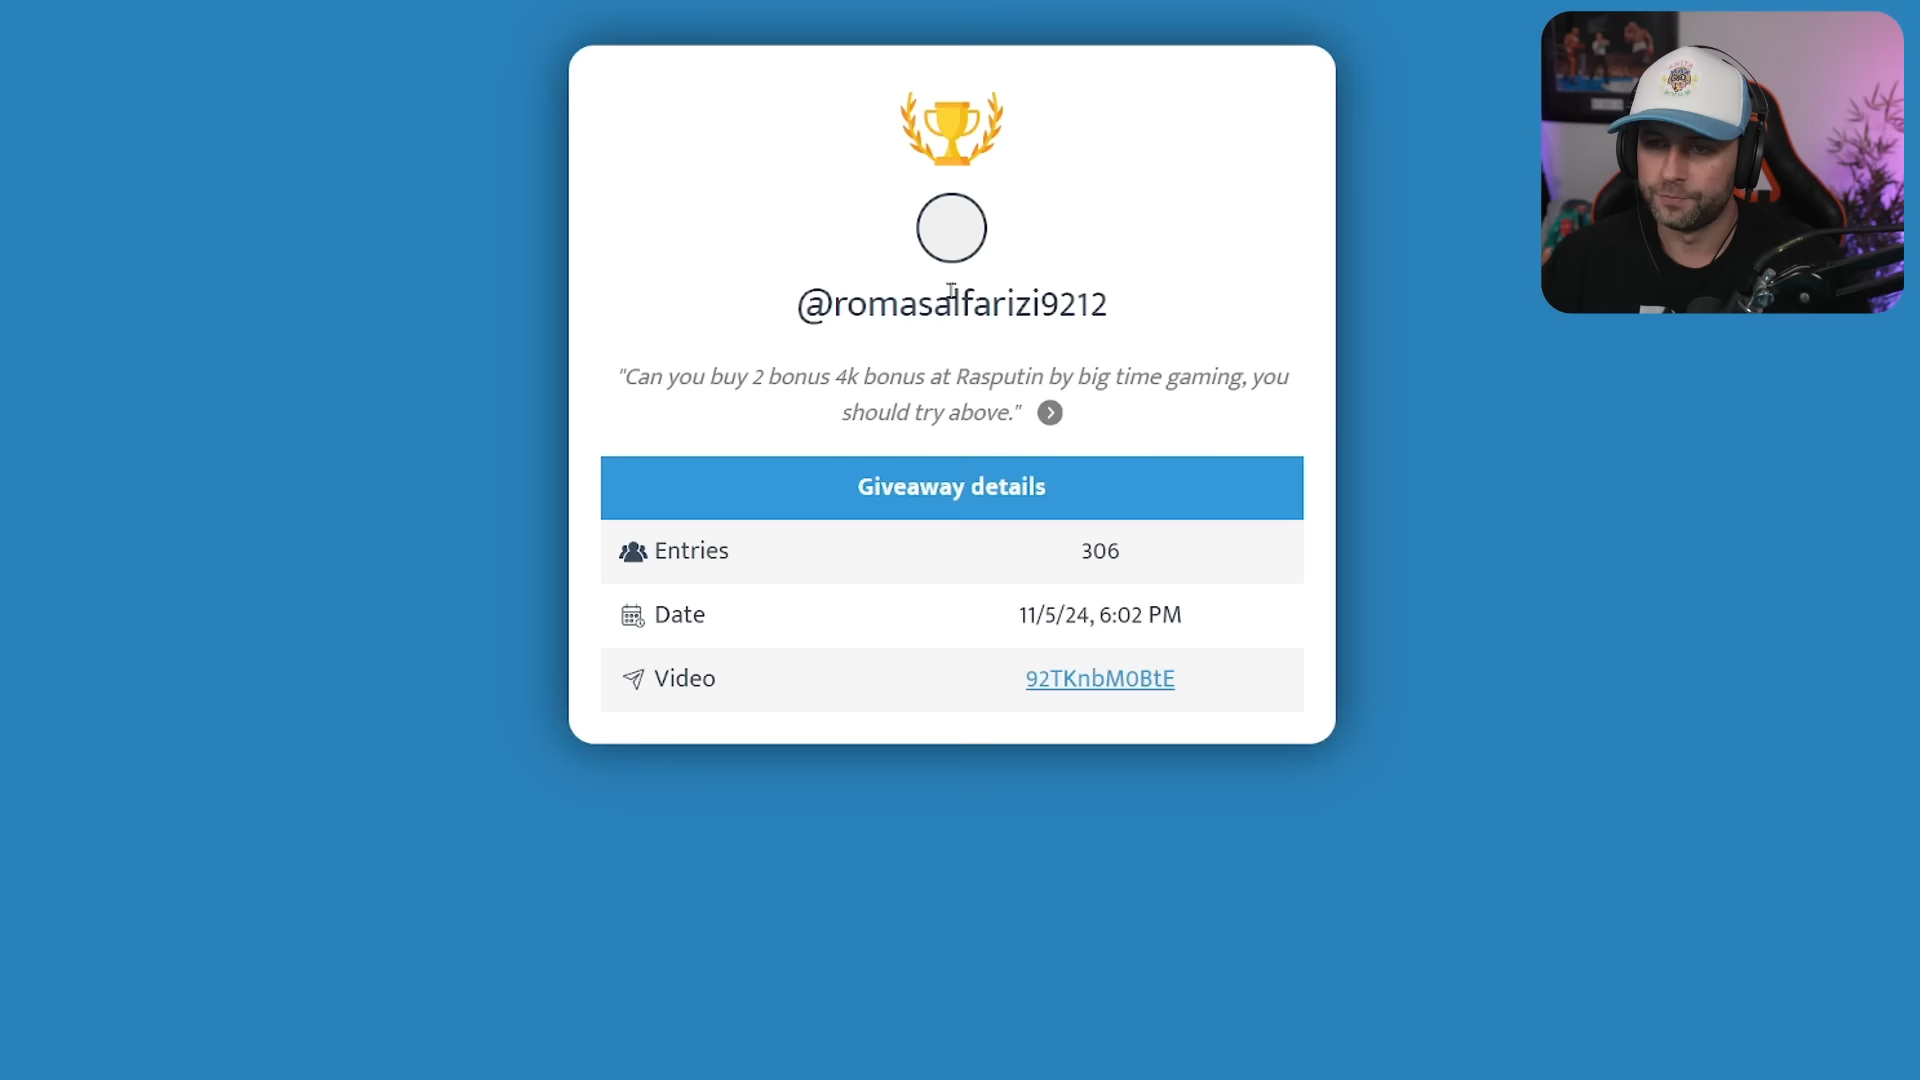 @romasalfarizi9212
"Can you buy 2 bonus 4k bonus at Rasputin by big time gaming, you
should try above."
Giveaway details
Entries 306
Date 11/5/24, 6:02 PM
Video 92TKnbM0BtE